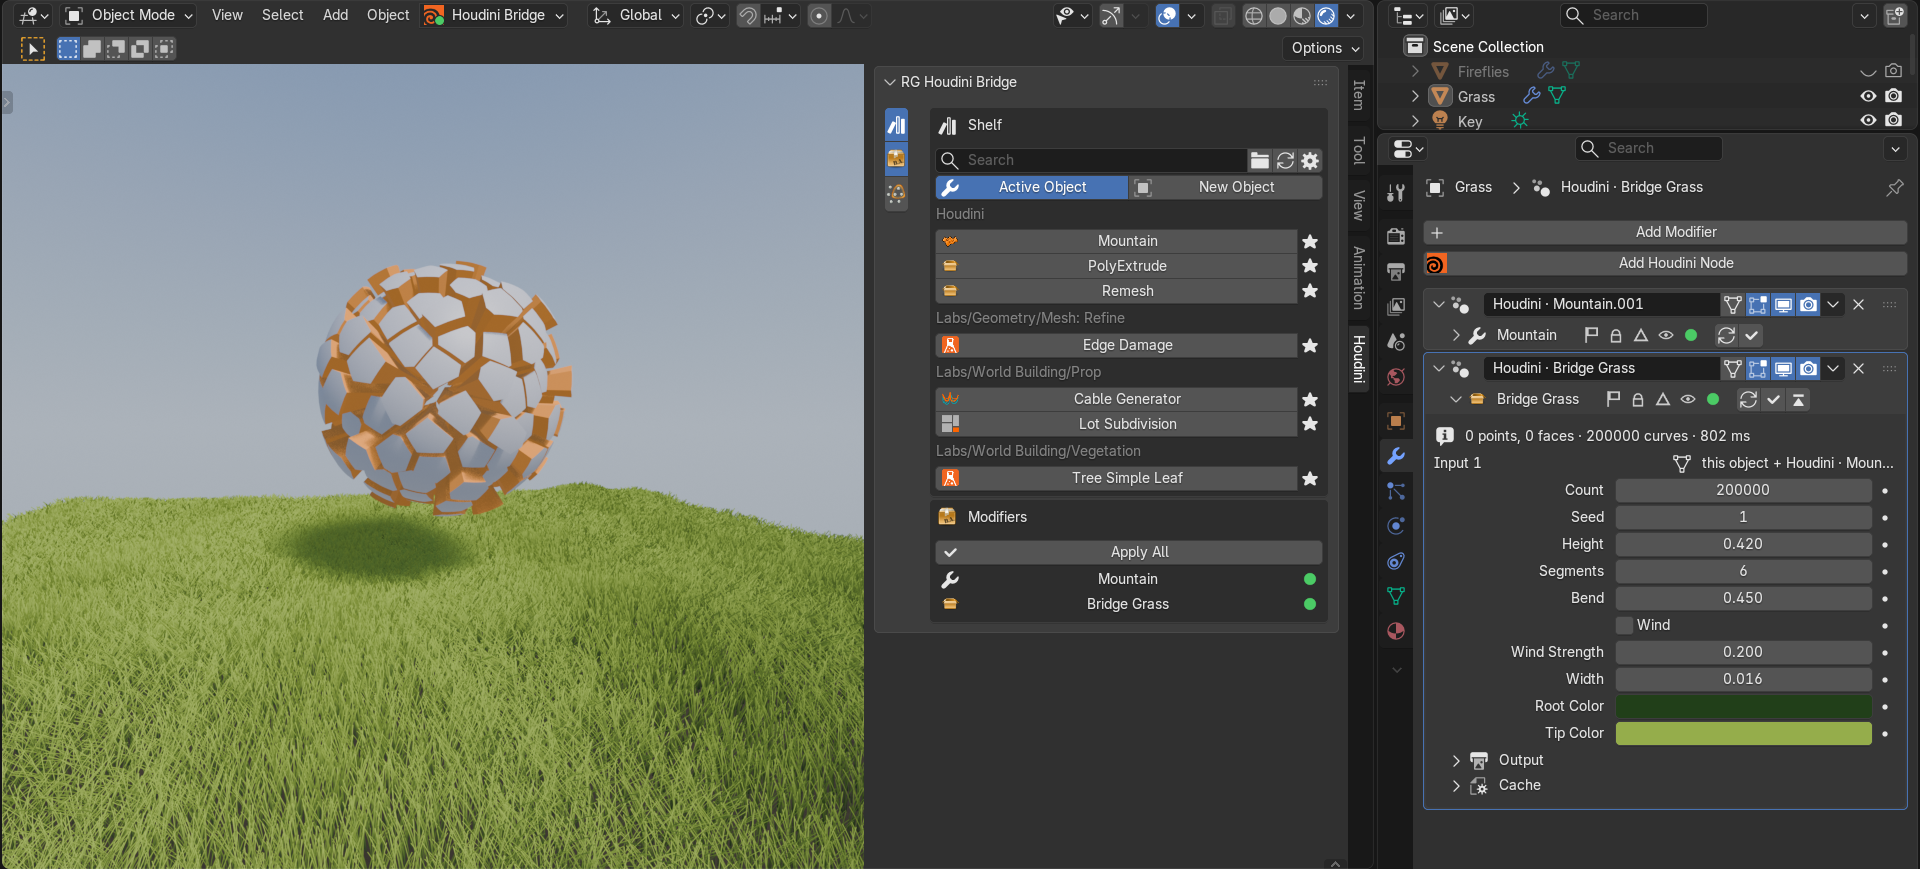 Object Mode View Select Add Object Houdini Bridge Global
Options
RG Houdini Bridge
Shelf
Search
Active Object New Object
Houdini
Mountain
PolyExtrude
Remesh
Labs/Geometry/Mesh: Refine
Edge Damage
Labs/World Building/Prop
Cable Generator
Lot Subdivision
Labs/World Building/Vegetation
Tree Simple Leaf
Modifiers
Apply All
Mountain
Bridge Grass
Item
Tool
View
Animation
Houdini
Search
Scene Collection
Fireflies
Grass
Key
Search
Grass Houdini · Bridge Grass
Add Modifier
Add Houdini Node
Houdini · Mountain.001
Mountain
Houdini · Bridge Grass
Bridge Grass
0 points, 0 faces · 200000 curves · 802 ms
Input 1 this object + Houdini · Moun...
Count 200000
Seed 1
Height 0.420
Segments 6
Bend 0.450
Wind
Wind Strength 0.200
Width 0.016
Root Color
Tip Color
Output
Cache